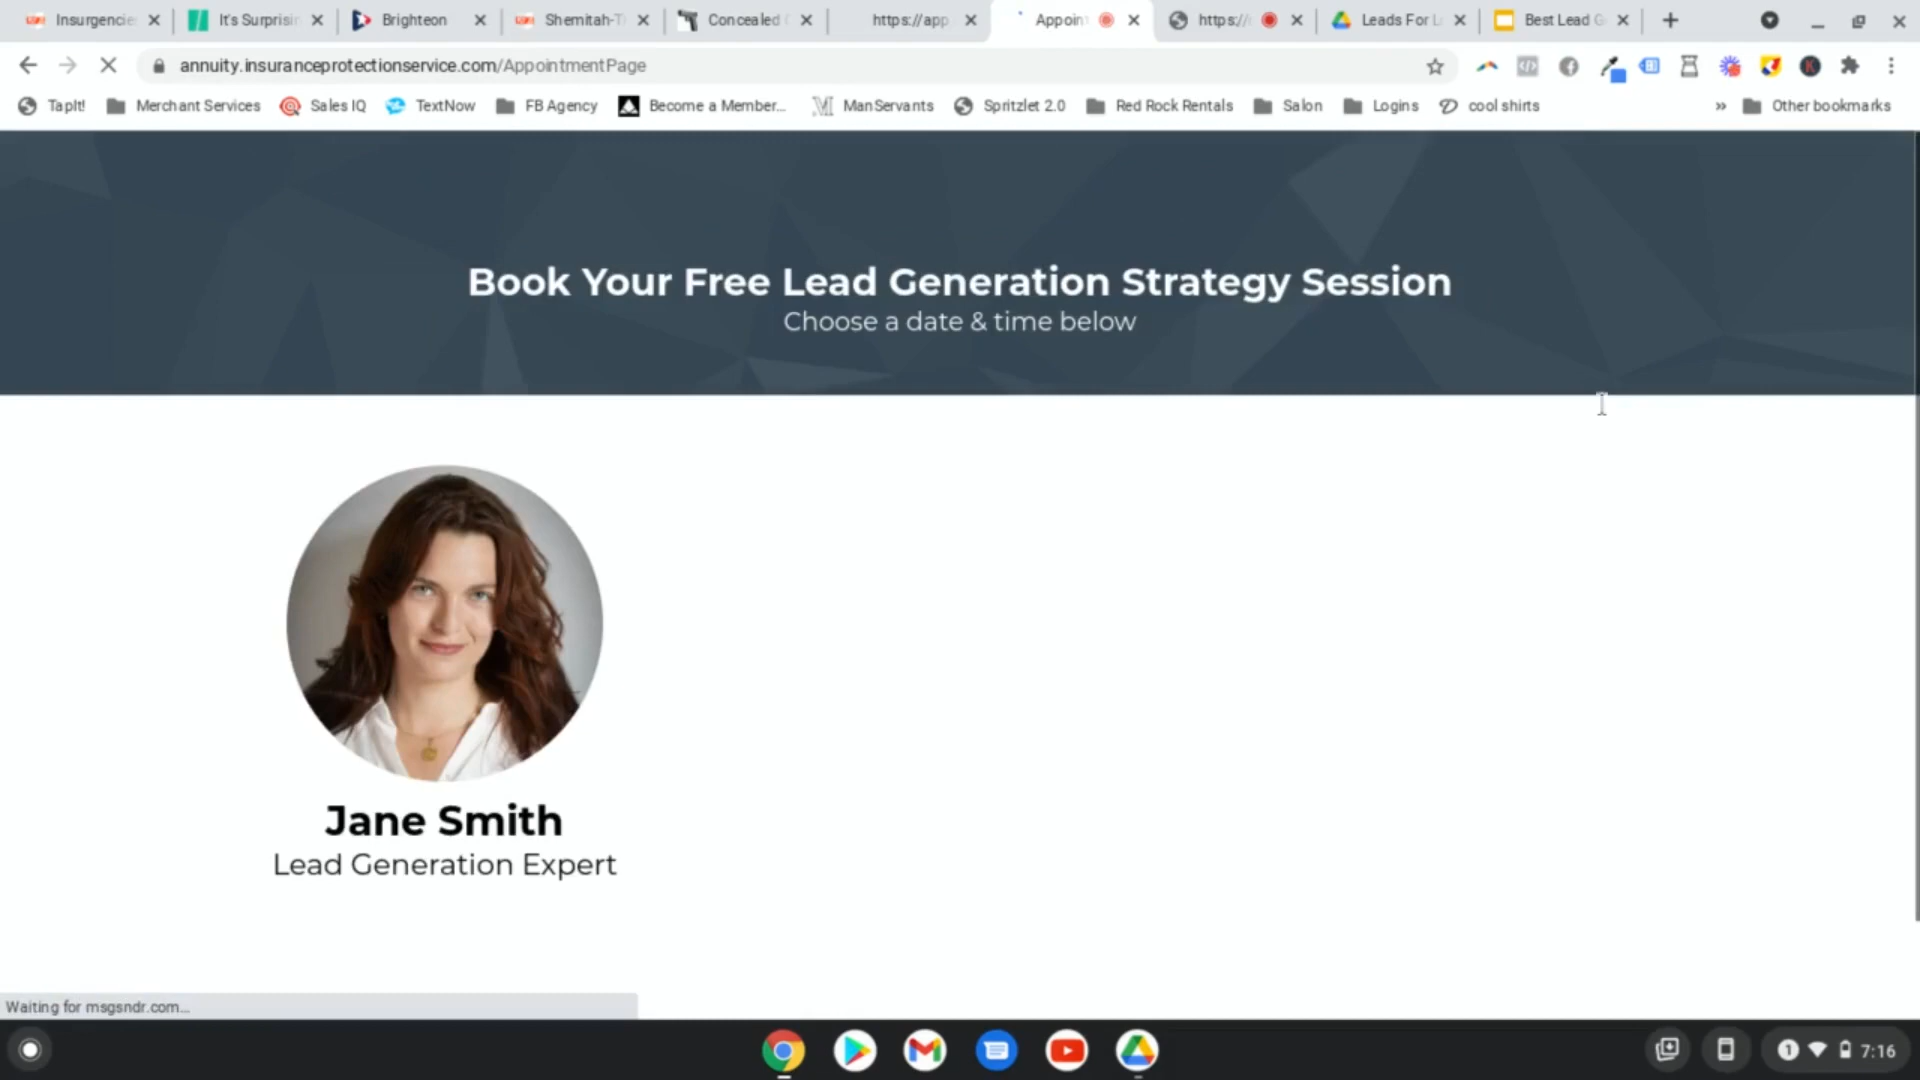 Insurgencie
It's Surprisin
Brighteon
Shemitah-T
Concealed
https://app
Appoin
https://
Leads For L
Best Lead G
annuity.insuranceprotectionservice.com/AppointmentPage
TapIt!
Merchant Services
Sales IQ
TextNow
FB Agency
Become a Member...
ManServants
Spritzlet 2.0
Red Rock Rentals
Salon
Logins
cool shirts
» Other bookmarks
Book Your Free Lead Generation Strategy Session
Choose a date & time below
Jane Smith
Lead Generation Expert
Waiting for msgsndr.com...
1
7:16